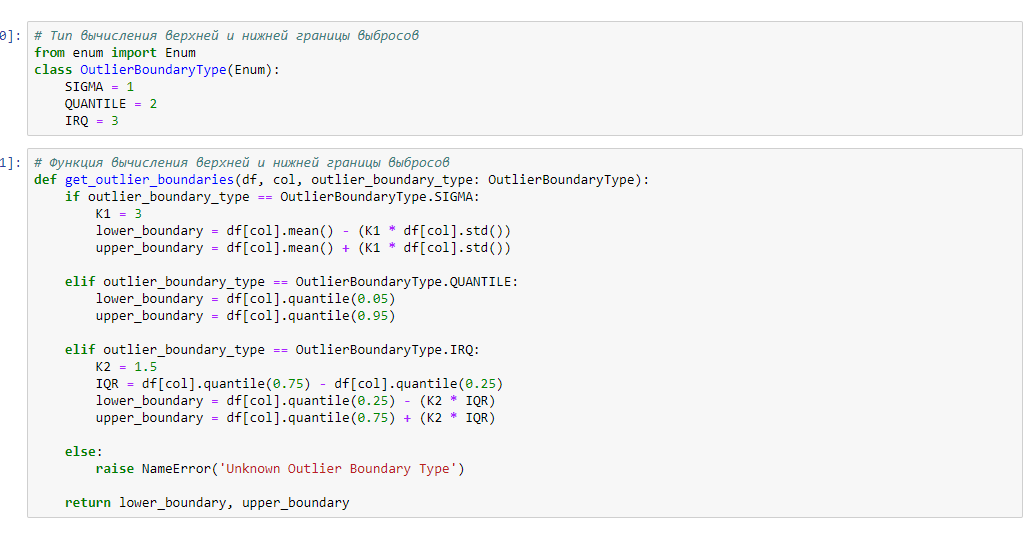 0]: # Тип вычисления верхней и нижней границы выбросов
from enum import Enum
class OutlierBoundaryType(Enum):
    SIGMA = 1
    QUANTILE = 2
    IRQ = 3
1]: # Функция вычисления верхней и нижней границы выбросов
def get_outlier_boundaries(df, col, outlier_boundary_type: OutlierBoundaryType):
    if outlier_boundary_type == OutlierBoundaryType.SIGMA:
        K1 = 3
        lower_boundary = df[col].mean() - (K1 * df[col].std())
        upper_boundary = df[col].mean() + (K1 * df[col].std())
    elif outlier_boundary_type == OutlierBoundaryType.QUANTILE:
        lower_boundary = df[col].quantile(0.05)
        upper_boundary = df[col].quantile(0.95)
    elif outlier_boundary_type == OutlierBoundaryType.IRQ:
        K2 = 1.5
        IQR = df[col].quantile(0.75) - df[col].quantile(0.25)
        lower_boundary = df[col].quantile(0.25) - (K2 * IQR)
        upper_boundary = df[col].quantile(0.75) + (K2 * IQR)
    else:
        raise NameError('Unknown Outlier Boundary Type')
    return lower_boundary, upper_boundary